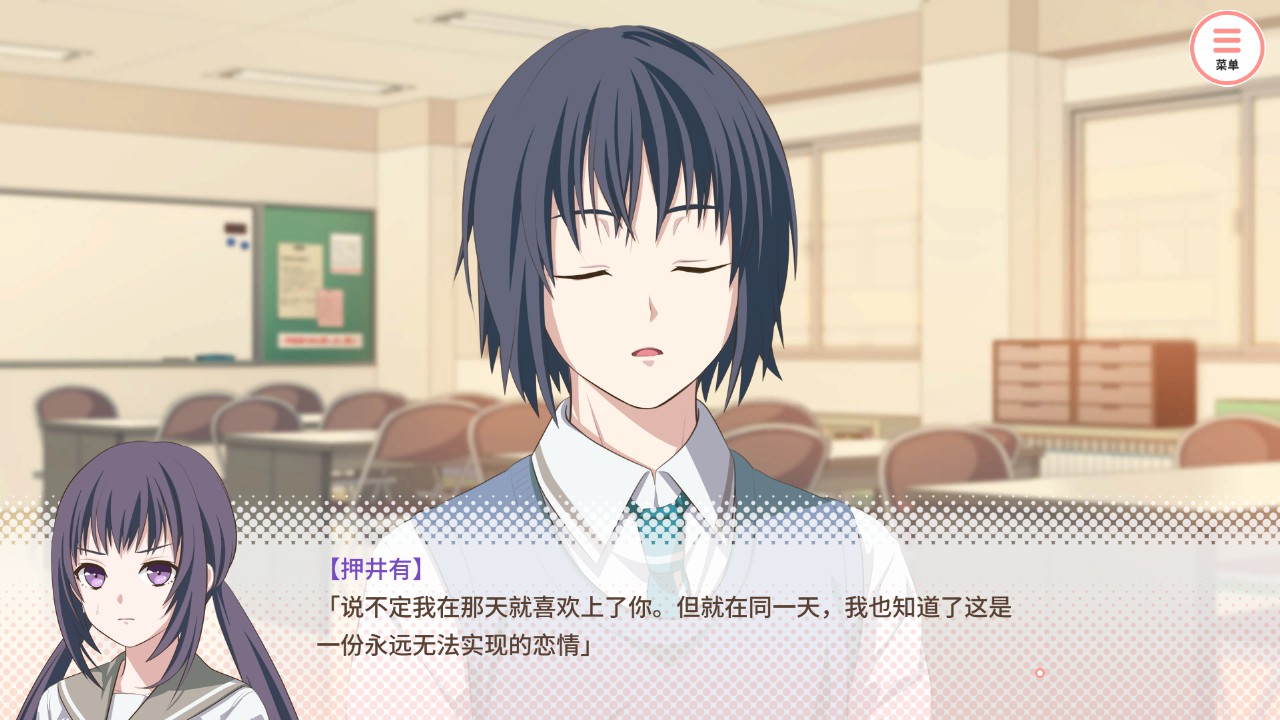 菜单
【押井有】
「说不定我在那天就喜欢上了你。但就在同一天，我也知道了这是
一份永远无法实现的恋情」